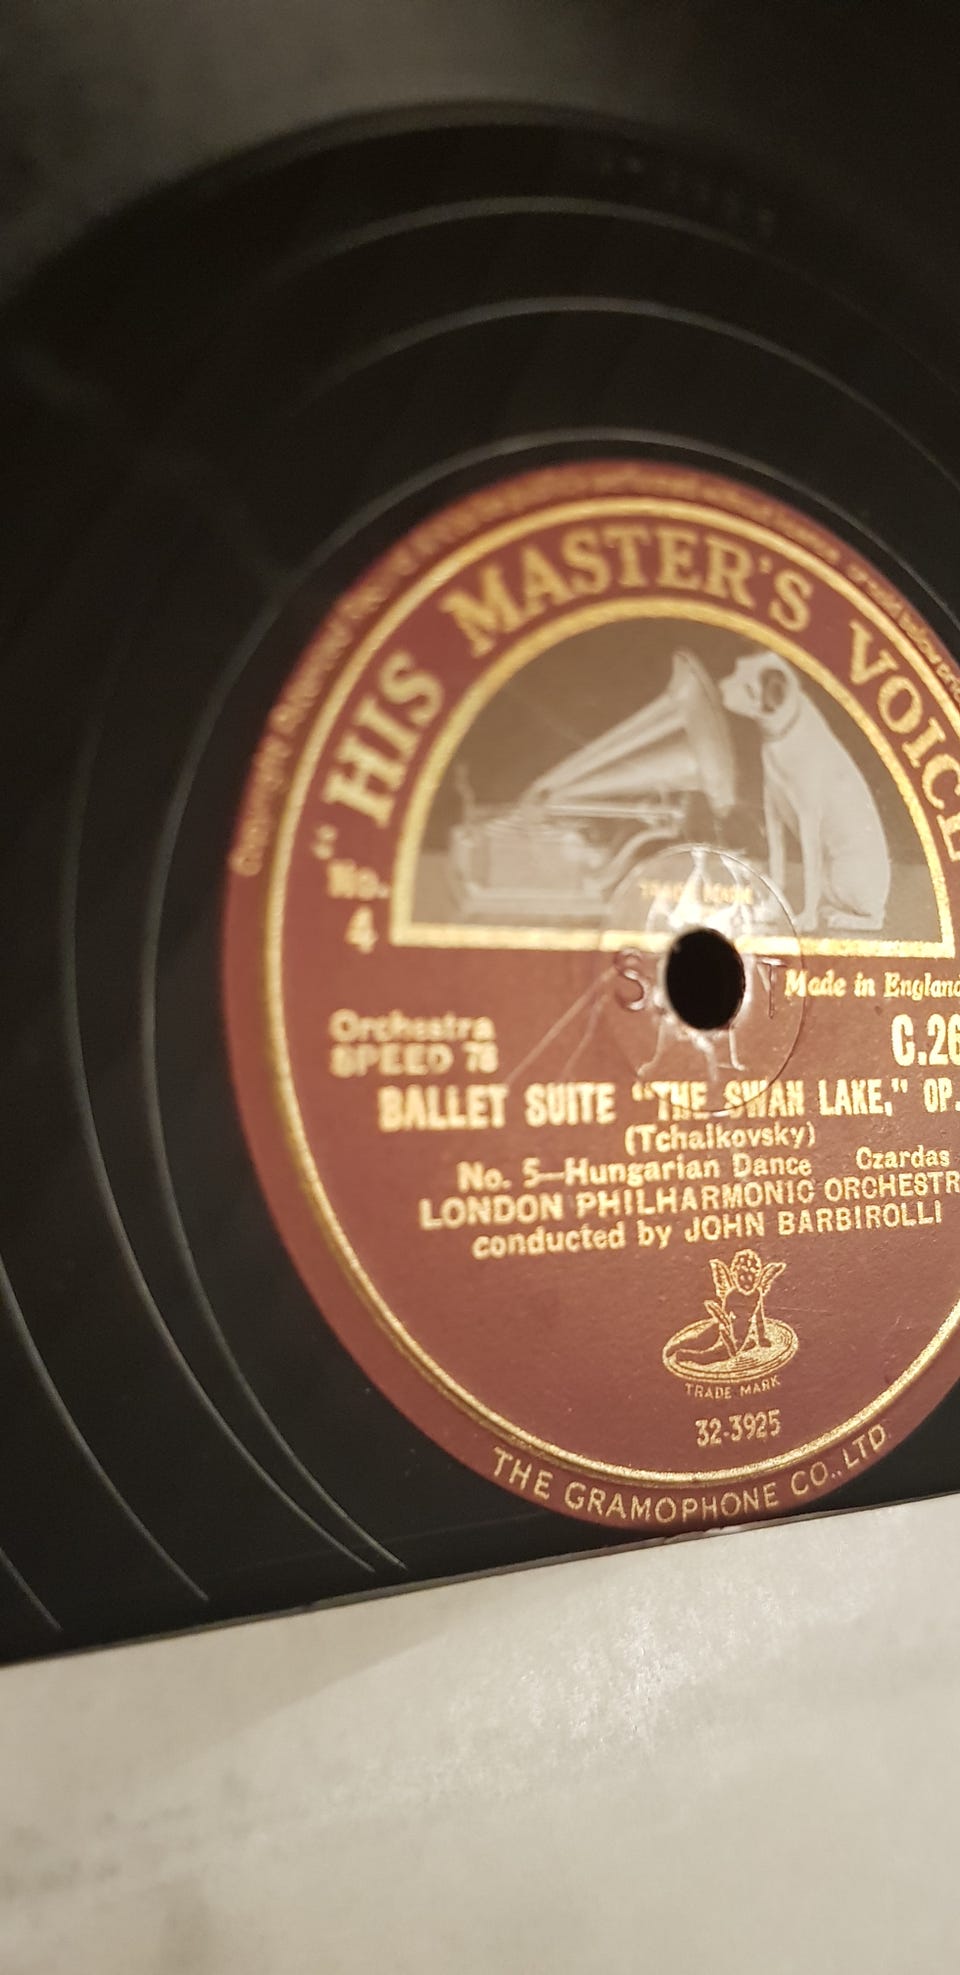 "HIS MASTER'S VOICE
No.
4
TRADE MARK
S T
Made in England
Orchestra
SPEED 78
C.26
BALLET SUITE "THE SWAN LAKE," OP.
(Tchaikovsky)
No. 5—Hungarian Dance Czardas
LONDON PHILHARMONIC ORCHESTR
conducted by JOHN BARBIROLLI
TRADE MARK
32-3925
THE GRAMOPHONE CO., LTD.